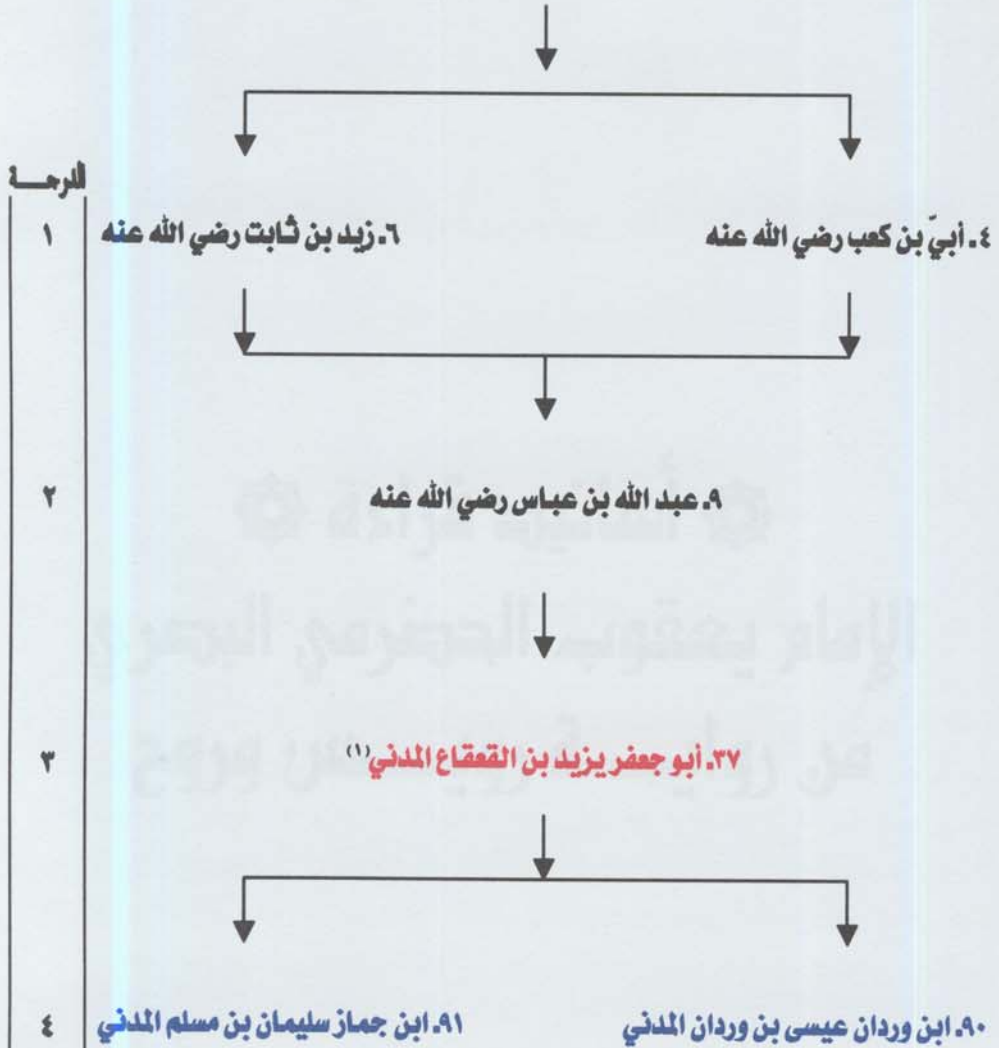 الدرجـــة
٤. أبيّ بن كعب رضي الله عنه ٦. زيد بن ثابت رضي الله عنه ١
٩. عبد الله بن عباس رضي الله عنه ٢
٣٧. أبو جعفر يزيد بن القعقاع المدني(١) ٣
٩٠. ابن وردان عيسى بن وردان المدني ٩١. ابن جماز سليمان بن مسلم المدني ٤